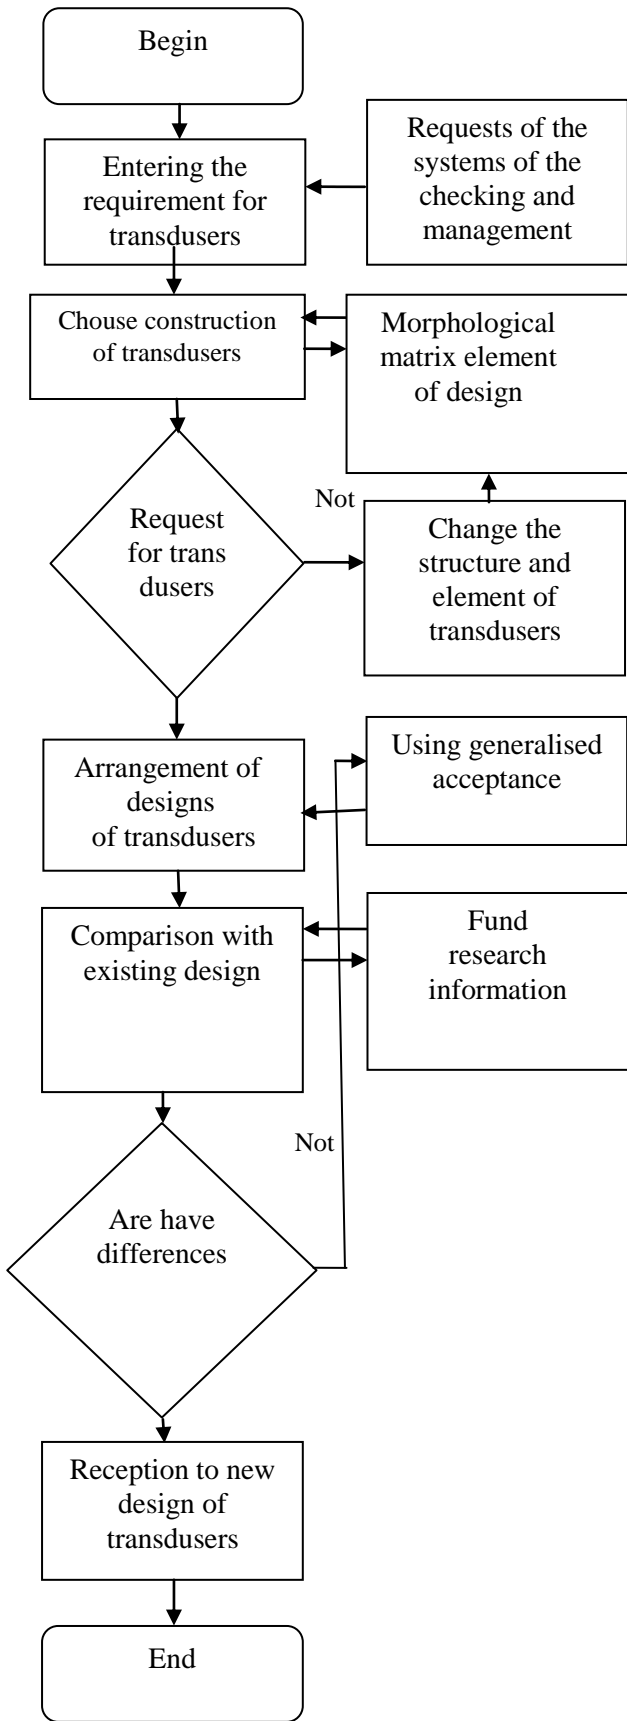 Begin
Entering the
requirement for
transdusers
Requests of the
systems of the
checking and
management
Chouse construction
of transdusers
Morphological
matrix element
of design
Request
for trans
dusers
Not
Change the
structure and
element of
transdusers
Arrangement of
designs
of transdusers
Using generalised
acceptance
Comparison with
existing design
Fund
research
information
Not
Are have
differences
Reception to new
design of
transdusers
End